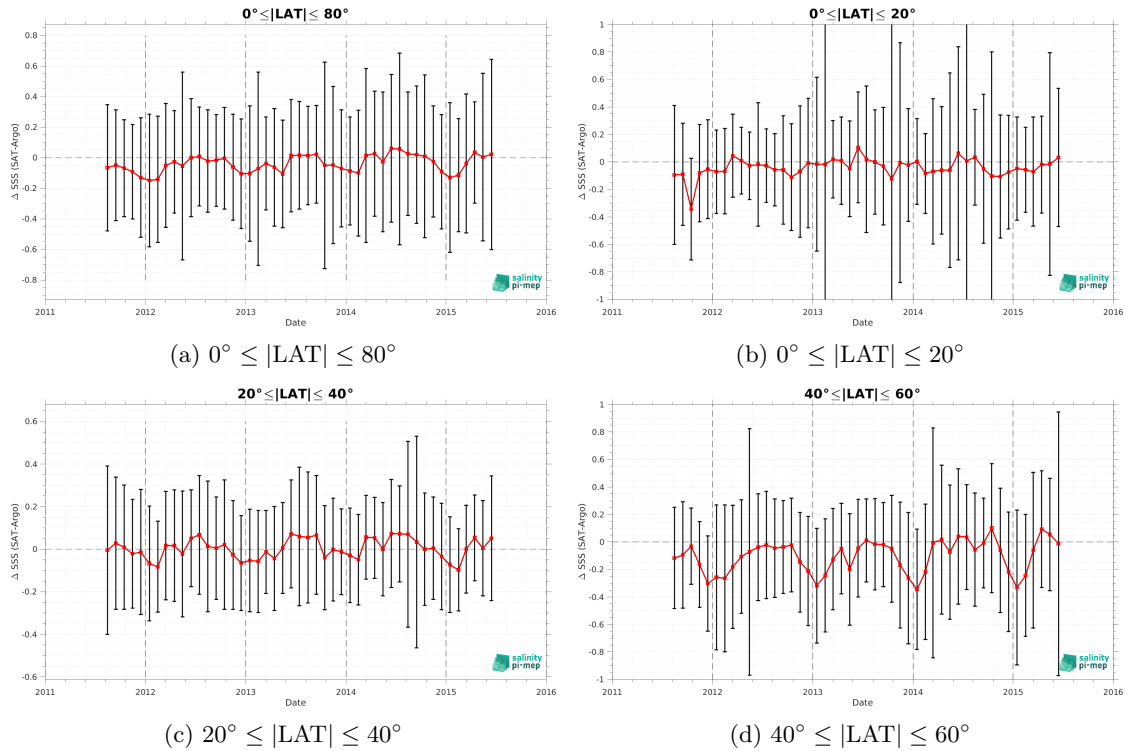 0°≤|LAT|≤ 80°
Δ SSS (SAT-Argo)
0.8
0.6
0.4
0.2
0
-0.2
-0.4
-0.6
-0.8
2011
2012
2013
2014
2015
2016
Date
salinity
pi-mep
(a) 0° ≤ |LAT| ≤ 80°
0°≤|LAT|≤ 20°
Δ SSS (SAT-Argo)
1
0.8
0.6
0.4
0.2
0
-0.2
-0.4
-0.6
-0.8
-1
2011
2012
2013
2014
2015
2016
Date
salinity
pi-mep
(b) 0° ≤ |LAT| ≤ 20°
20°≤|LAT|≤ 40°
Δ SSS (SAT-Argo)
0.6
0.4
0.2
0
-0.2
-0.4
-0.6
2011
2012
2013
2014
2015
2016
Date
salinity
pi-mep
(c) 20° ≤ |LAT| ≤ 40°
40°≤|LAT|≤ 60°
Δ SSS (SAT-Argo)
1
0.8
0.6
0.4
0.2
0
-0.2
-0.4
-0.6
-0.8
-1
2011
2012
2013
2014
2015
2016
Date
salinity
pi-mep
(d) 40° ≤ |LAT| ≤ 60°